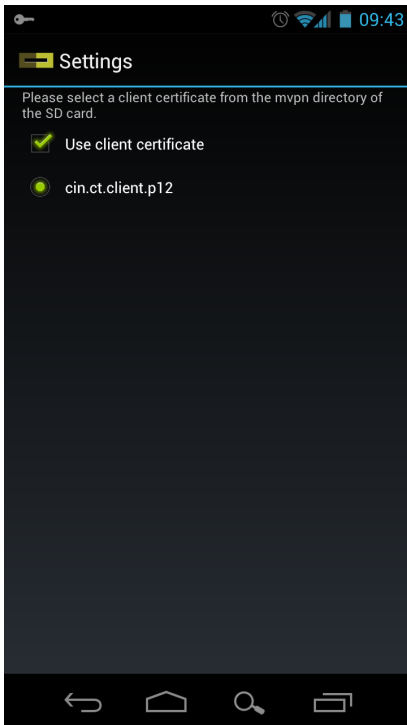 09:43
Settings
Please select a client certificate from the mvpn directory of
the SD card.
Use client certificate
cin.ct.client.p12